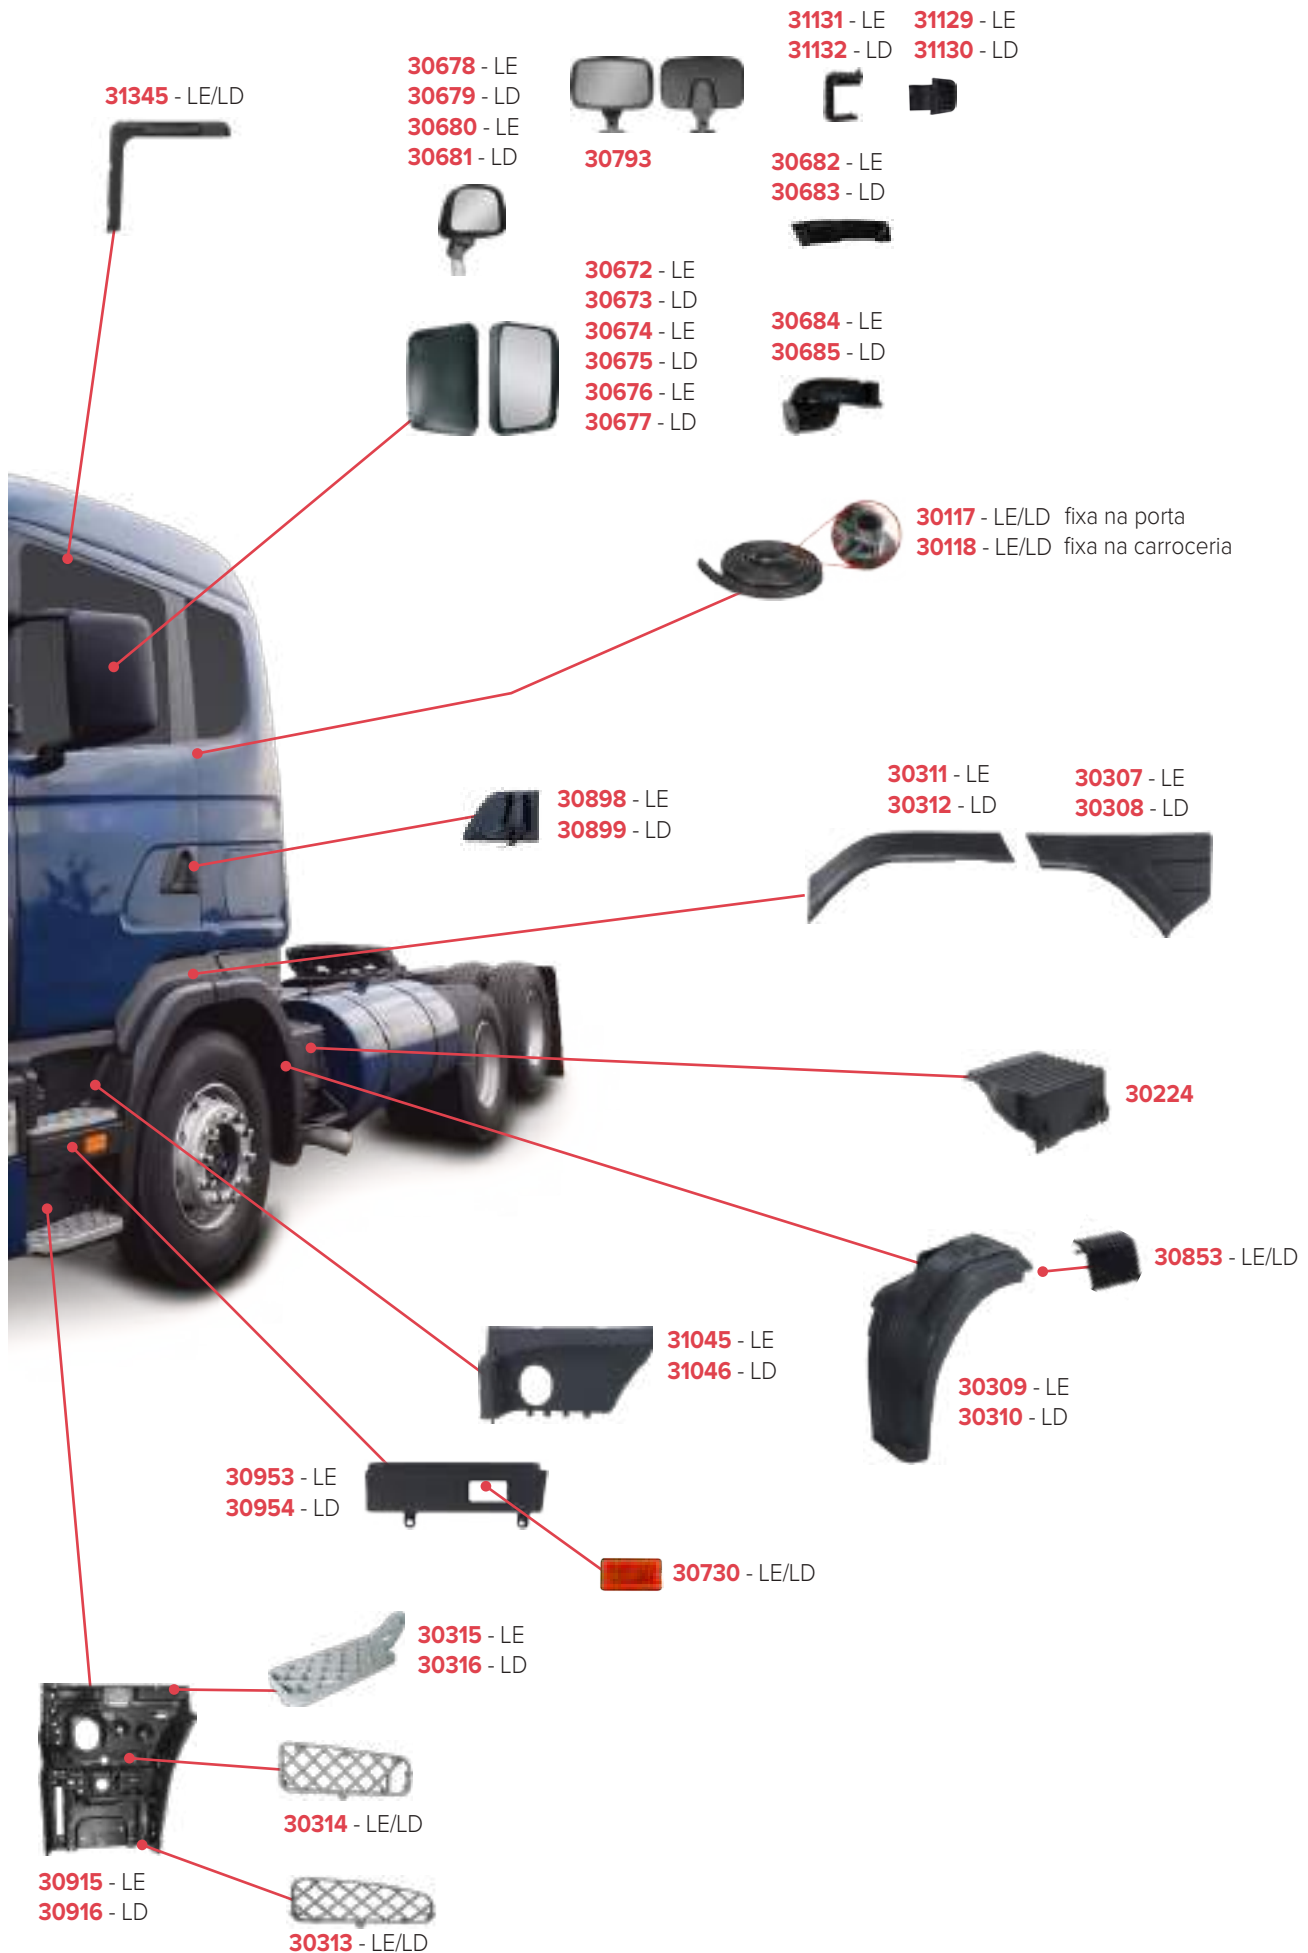 31131 - LE
31132 - LD
31129 - LE
31130 - LD
30678 - LE
30679 - LD
30680 - LE
30681 - LD
31345 - LE/LD
30793
30682 - LE
30683 - LD
30672 - LE
30673 - LD
30674 - LE
30675 - LD
30676 - LE
30677 - LD
30684 - LE
30685 - LD
30117 - LE/LD fixa na porta
30118 - LE/LD fixa na carroceria
30898 - LE
30899 - LD
30311 - LE
30312 - LD
30307 - LE
30308 - LD
30224
30853 - LE/LD
31045 - LE
31046 - LD
30309 - LE
30310 - LD
30953 - LE
30954 - LD
30730 - LE/LD
30315 - LE
30316 - LD
30314 - LE/LD
30915 - LE
30916 - LD
30313 - LE/LD